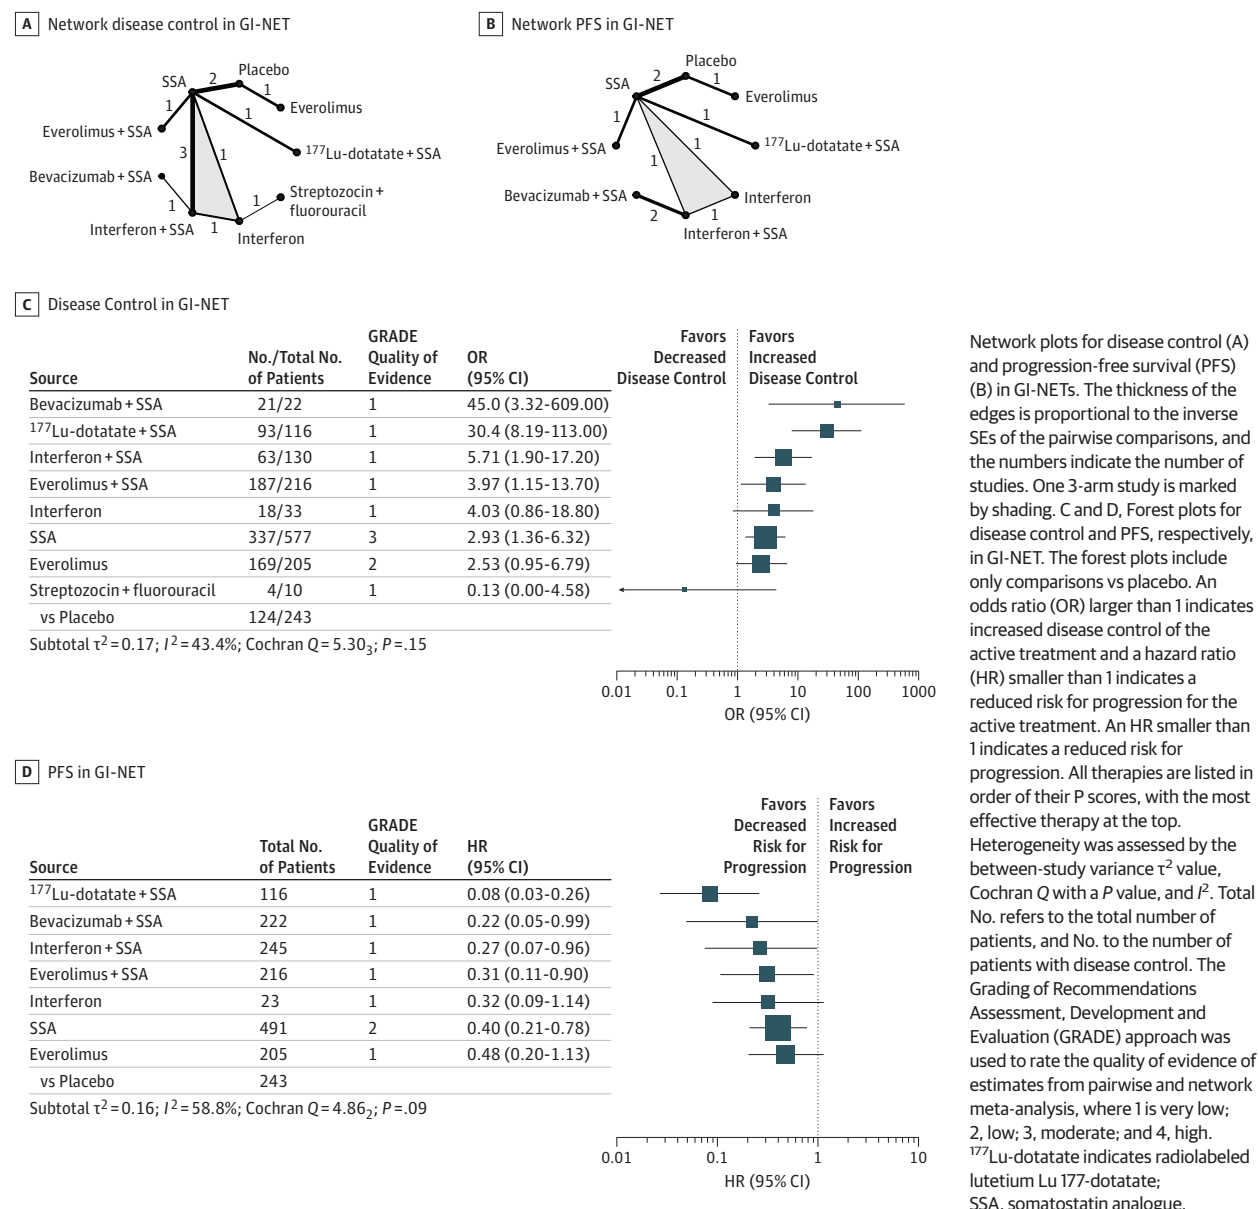 A Network disease control in GI-NET
SSA
2
Placebo
1
Everolimus
1
Everolimus + SSA
1
177Lu-dotatate + SSA
3
1
Bevacizumab + SSA
1
Streptozocin +
fluorouracil
1
Interferon + SSA
1
Interferon
B Network PFS in GI-NET
SSA
2
Placebo
1
Everolimus
1
Everolimus + SSA
1
177Lu-dotatate + SSA
1
1
Bevacizumab + SSA
2
Interferon
1
Interferon + SSA
C Disease Control in GI-NET
Source
No./Total No.
of Patients
GRADE
Quality of
Evidence
OR
(95% CI)
Favors
Decreased
Disease Control
Favors
Increased
Disease Control
Bevacizumab + SSA 21/22 1 45.0 (3.32-609.00)
177Lu-dotatate + SSA 93/116 1 30.4 (8.19-113.00)
Interferon + SSA 63/130 1 5.71 (1.90-17.20)
Everolimus + SSA 187/216 1 3.97 (1.15-13.70)
Interferon 18/33 1 4.03 (0.86-18.80)
SSA 337/577 3 2.93 (1.36-6.32)
Everolimus 169/205 2 2.53 (0.95-6.79)
Streptozocin + fluorouracil 4/10 1 0.13 (0.00-4.58)
vs Placebo 124/243
Subtotal τ2 = 0.17; I2 = 43.4%; Cochran Q = 5.303; P = .15
0.01 0.1 1 10 100 1000
OR (95% CI)
D PFS in GI-NET
Source
Total No.
of Patients
GRADE
Quality of
Evidence
HR
(95% CI)
Favors
Decreased
Risk for
Progression
Favors
Increased
Risk for
Progression
177Lu-dotatate + SSA 116 1 0.08 (0.03-0.26)
Bevacizumab + SSA 222 1 0.22 (0.05-0.99)
Interferon + SSA 245 1 0.27 (0.07-0.96)
Everolimus + SSA 216 1 0.31 (0.11-0.90)
Interferon 23 1 0.32 (0.09-1.14)
SSA 491 2 0.40 (0.21-0.78)
Everolimus 205 1 0.48 (0.20-1.13)
vs Placebo 243
Subtotal τ2 = 0.16; I2 = 58.8%; Cochran Q = 4.862; P = .09
0.01 0.1 1 10
HR (95% CI)
Network plots for disease control (A)
and progression-free survival (PFS)
(B) in GI-NETs. The thickness of the
edges is proportional to the inverse
SEs of the pairwise comparisons, and
the numbers indicate the number of
studies. One 3-arm study is marked
by shading. C and D, Forest plots for
disease control and PFS, respectively,
in GI-NET. The forest plots include
only comparisons vs placebo. An
odds ratio (OR) larger than 1 indicates
increased disease control of the
active treatment and a hazard ratio
(HR) smaller than 1 indicates a
reduced risk for progression for the
active treatment. An HR smaller than
1 indicates a reduced risk for
progression. All therapies are listed in
order of their P scores, with the most
effective therapy at the top.
Heterogeneity was assessed by the
between-study variance τ2 value,
Cochran Q with a P value, and I2. Total
No. refers to the total number of
patients, and No. to the number of
patients with disease control. The
Grading of Recommendations
Assessment, Development and
Evaluation (GRADE) approach was
used to rate the quality of evidence of
estimates from pairwise and network
meta-analysis, where 1 is very low;
2, low; 3, moderate; and 4, high.
177Lu-dotatate indicates radiolabeled
lutetium Lu 177-dotatate;
SSA, somatostatin analogue.